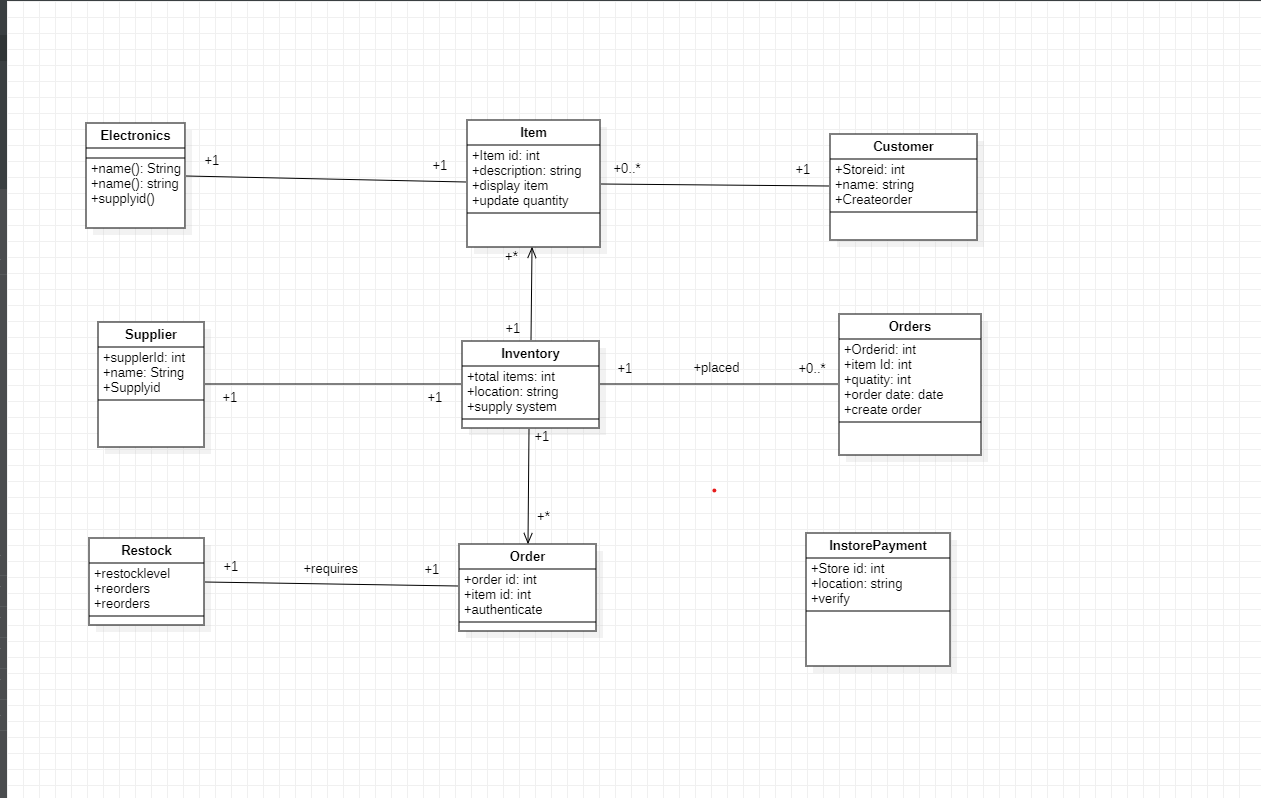 Electronics
+name(): String
+name(): string
+supplyid()
+1
+1
Item
+Item id: int
+description: string
+display item
+update quantity
+0..*
+1
Customer
+Storeid: int
+name: string
+Createorder
+*
+1
Supplier
+supplerId: int
+name: String
+Supplyid
+1
+1
Inventory
+total items: int
+location: string
+supply system
+1
+placed
+0..*
Orders
+Orderid: int
+item Id: int
+quatity: int
+order date: date
+create order
+1
+*
Restock
+restocklevel
+reorders
+reorders
+1
+requires
+1
Order
+order id: int
+item id: int
+authenticate
InstorePayment
+Store id: int
+location: string
+verify